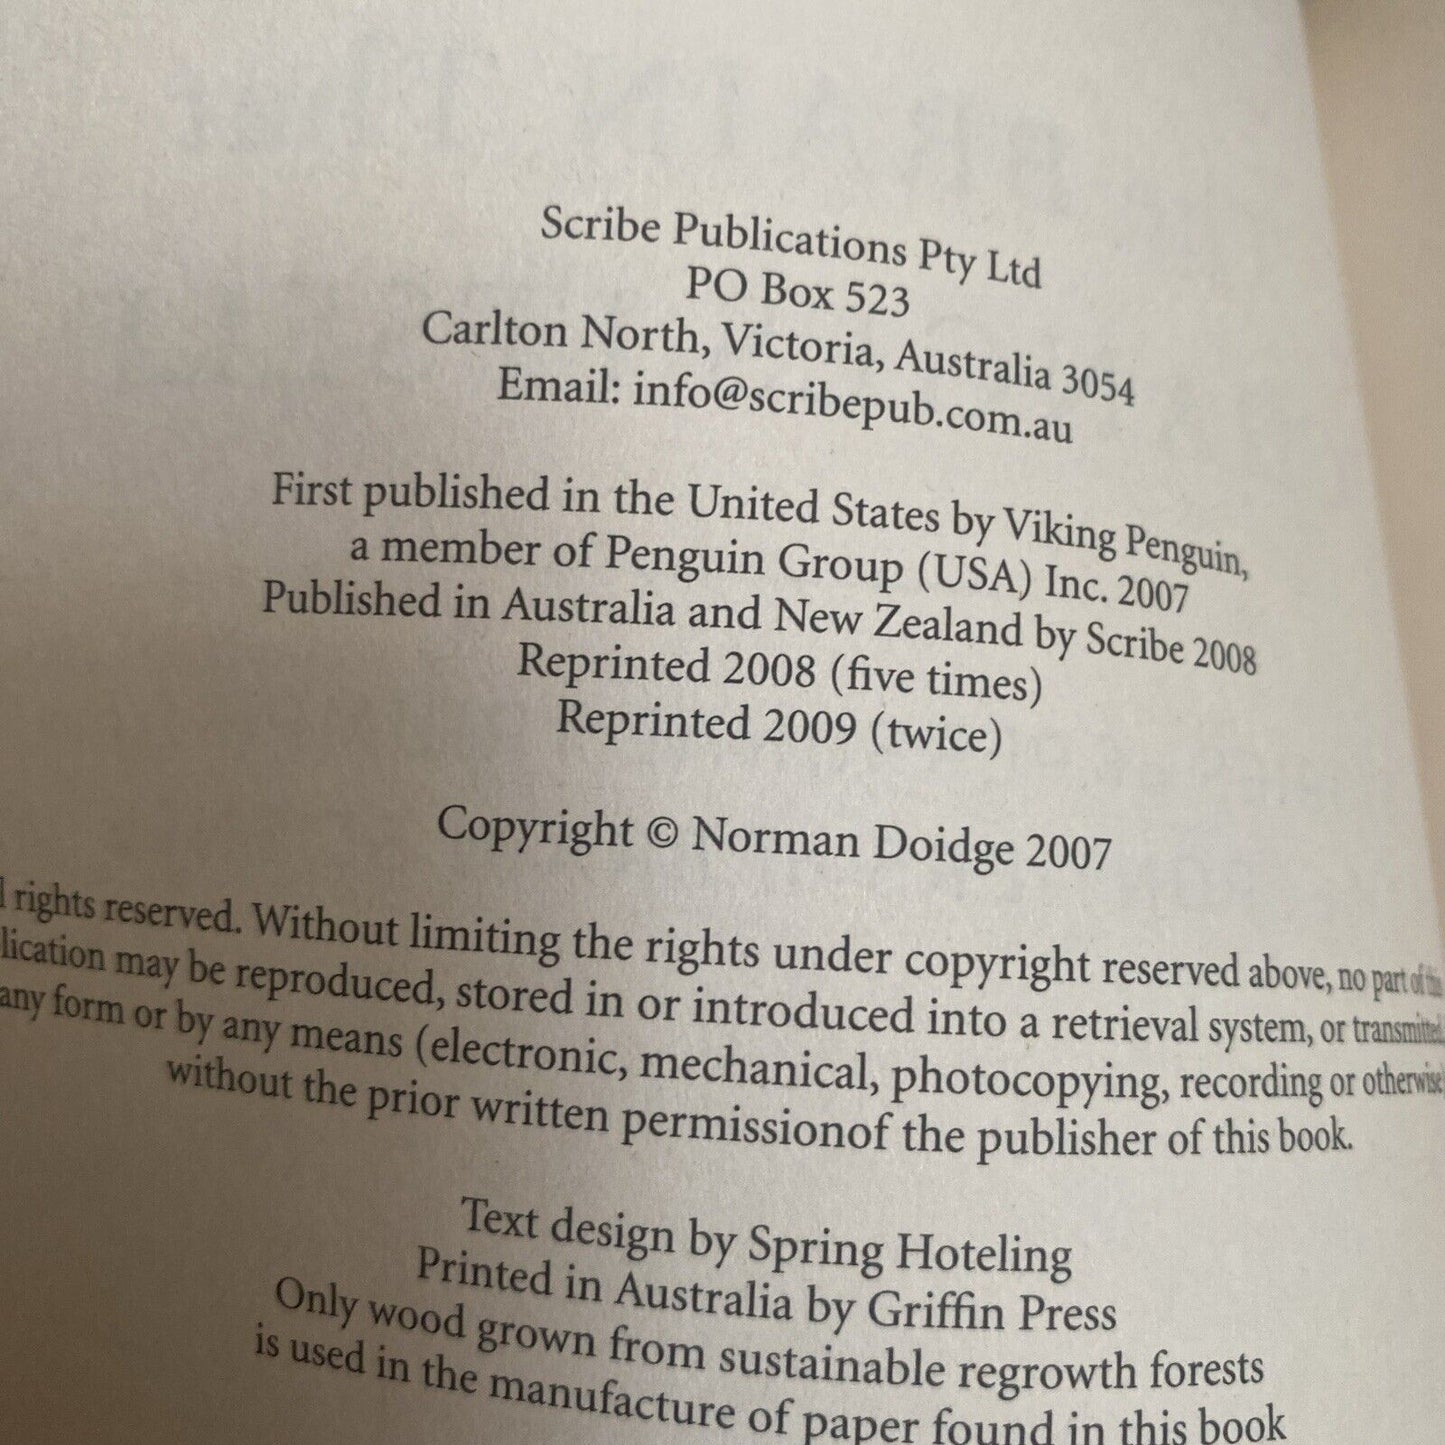 Scribe Publications Pty Ltd
PO Box 523
Carlton North, Victoria, Australia 3054
Email: info@scribepub.com.au
First published in the United States by Viking Penguin,
a member of Penguin Group (USA) Inc. 2007
Published in Australia and New Zealand by Scribe 2008
Reprinted 2008 (five times)
Reprinted 2009 (twice)
Copyright © Norman Doidge 2007
rights reserved. Without limiting the rights under copyright reserved above, no part of this
lication may be reproduced, stored in or introduced into a retrieval system, or transmitted
any form or by any means (electronic, mechanical, photocopying, recording or otherwise)
without the prior written permissionof the publisher of this book.
Text design by Spring Hoteling
Printed in Australia by Griffin Press
Only wood grown from sustainable regrowth forests
is used in the manufacture of paper found in this book